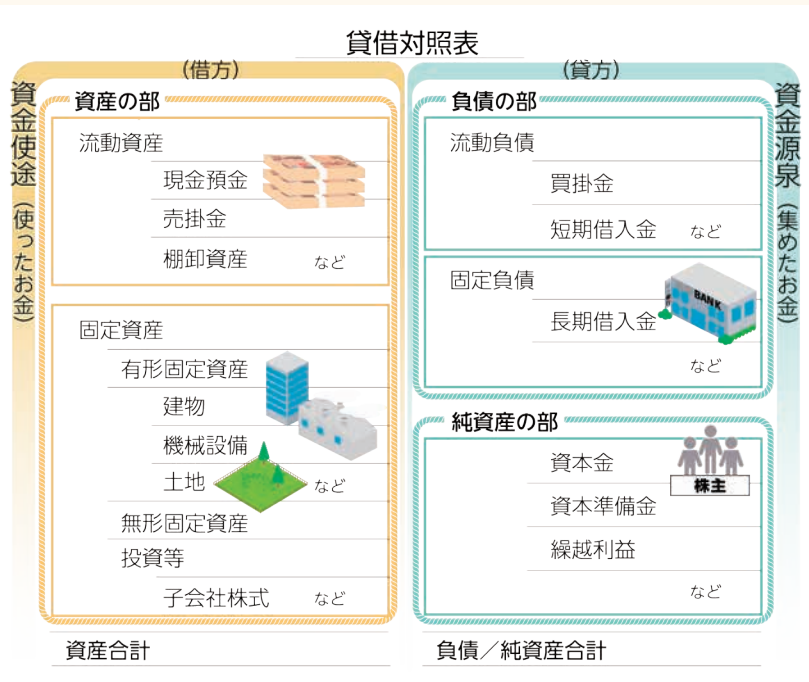 貸借対照表
(借方)
資金使途(使ったお金)
資産の部
流動資産
現金預金
売掛金
棚卸資産 など
固定資産
有形固定資産
建物
機械設備
土地 など
無形固定資産
投資等
子会社株式 など
資産合計
(貸方)
資金源泉(集めたお金)
負債の部
流動負債
買掛金
短期借入金 など
固定負債
BANK
長期借入金
など
純資産の部
資本金
株主
資本準備金
繰越利益
など
負債/純資産合計